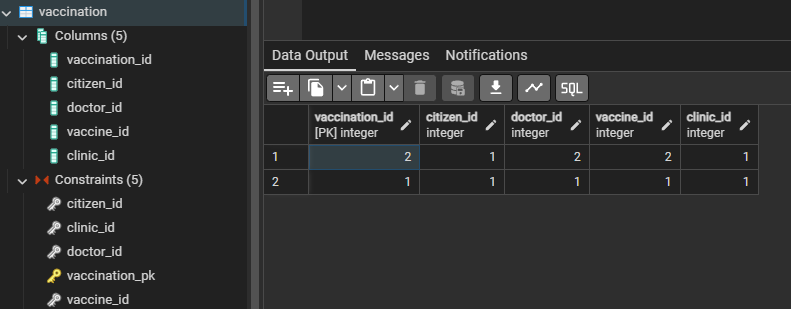 vaccination
Columns (5)
vaccination_id
citizen_id
doctor_id
vaccine_id
clinic_id
Constraints (5)
citizen_id
clinic_id
doctor_id
vaccination_pk
vaccine_id
Data Output Messages Notifications
SQL
vaccination_id citizen_id doctor_id vaccine_id clinic_id
[PK] integer integer integer integer integer
1 2 1 2 2 1
2 1 1 1 1 1